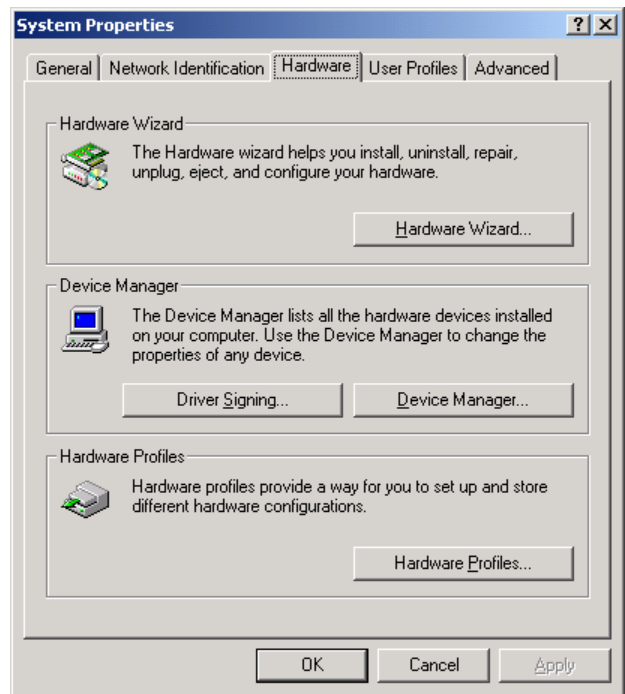 System Properties
General Network Identification Hardware User Profiles Advanced
Hardware Wizard
The Hardware wizard helps you install, uninstall, repair,
unplug, eject, and configure your hardware.
Hardware Wizard...
Device Manager
The Device Manager lists all the hardware devices installed
on your computer. Use the Device Manager to change the
properties of any device.
Driver Signing... Device Manager...
Hardware Profiles
Hardware profiles provide a way for you to set up and store
different hardware configurations.
Hardware Profiles...
OK Cancel Apply